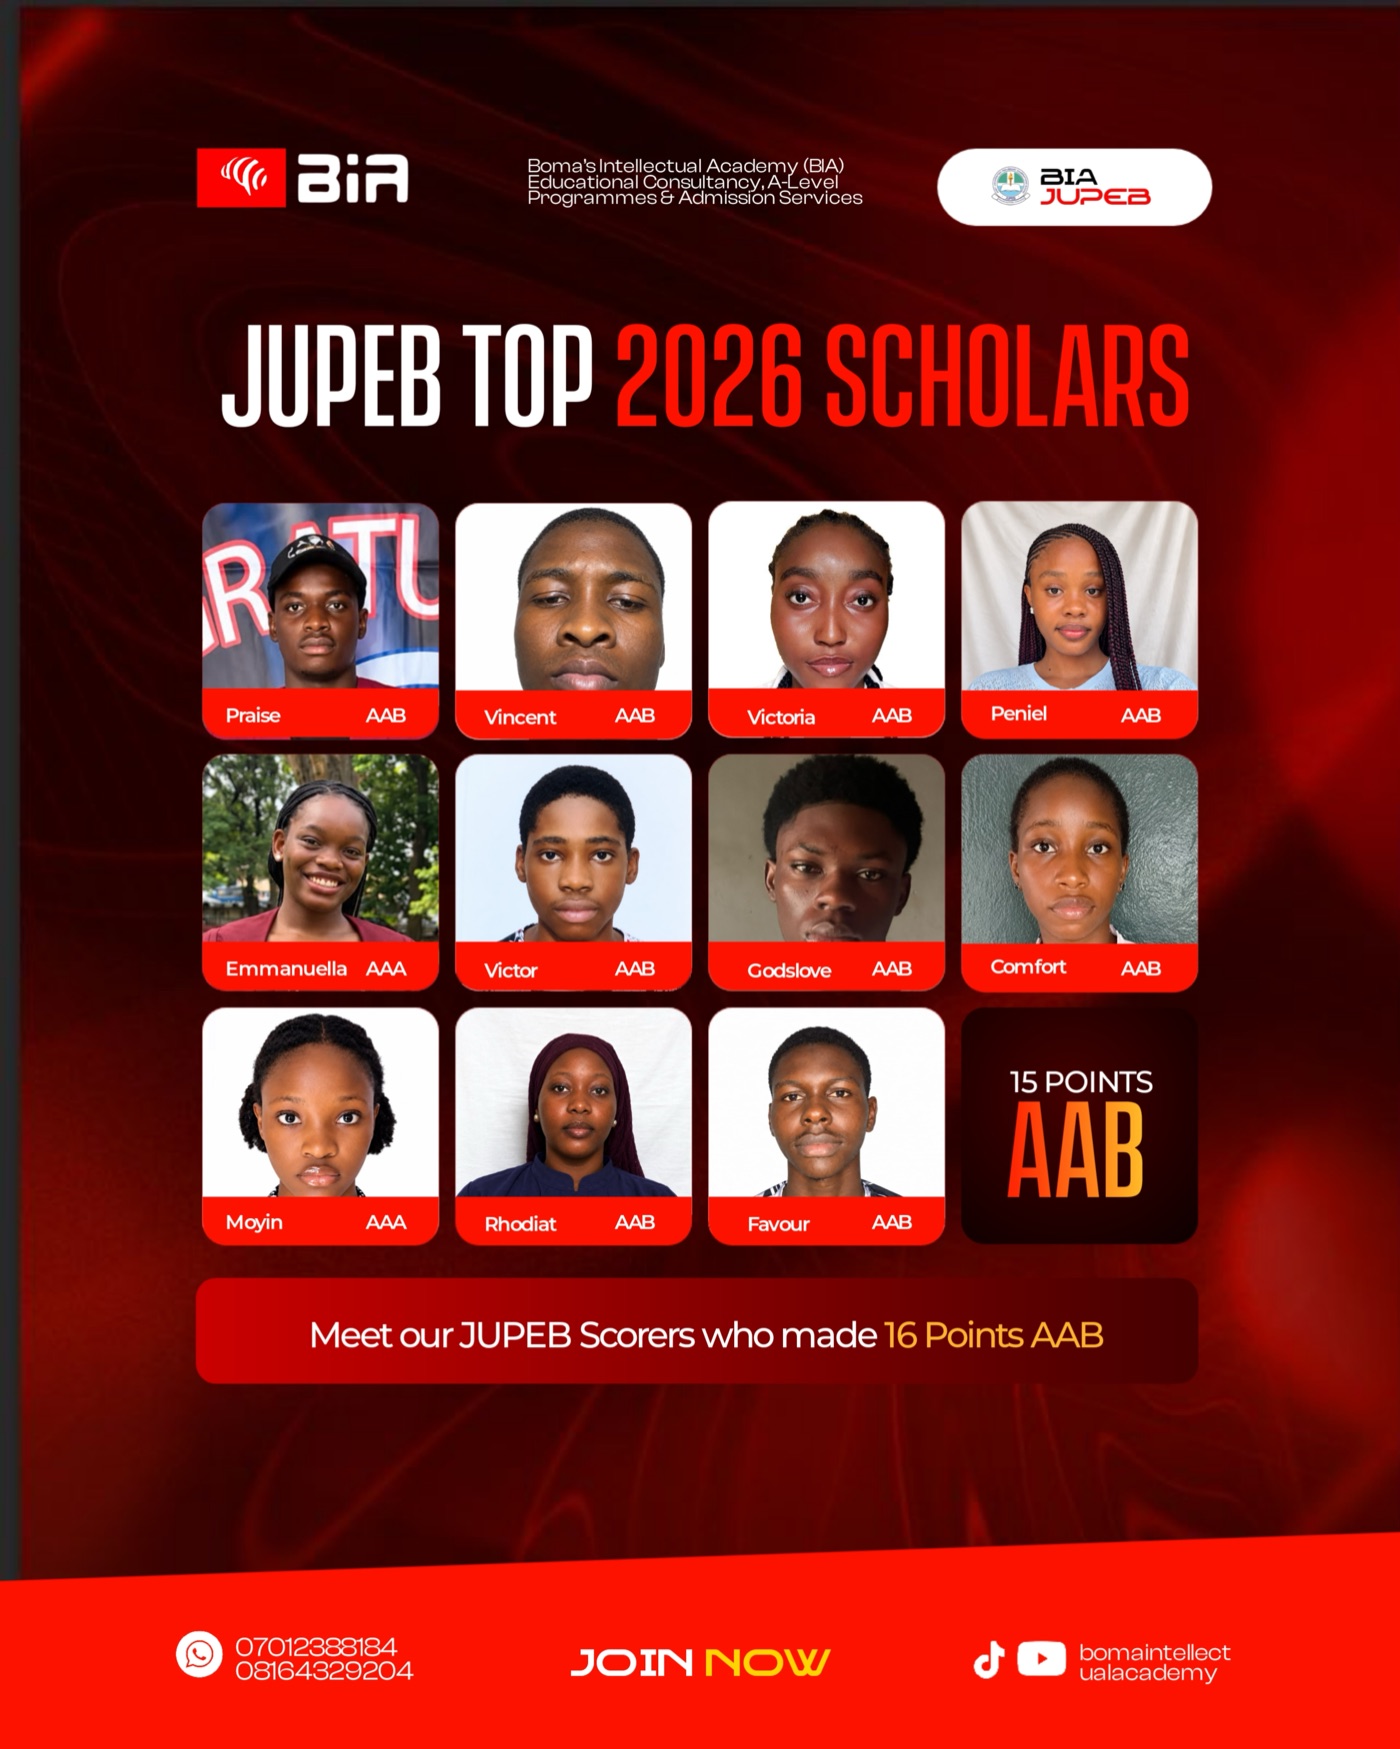 BiA
Boma's Intellectual Academy (BIA)
Educational Consultancy, A-Level
Programmes & Admission Services
BIA
JUPEB
JUPEB TOP 2026 SCHOLARS
RATU
Praise AAB
Vincent AAB
Victoria AAB
Peniel AAB
Emmanuella AAA
Victor AAB
Godslove AAB
Comfort AAB
Moyin AAA
Rhodiat AAB
Favour AAB
15 POINTS
AAB
Meet our JUPEB Scorers who made 16 Points AAB
07012388184
08164329204
JOIN NOW
bomaintellect
ualacademy